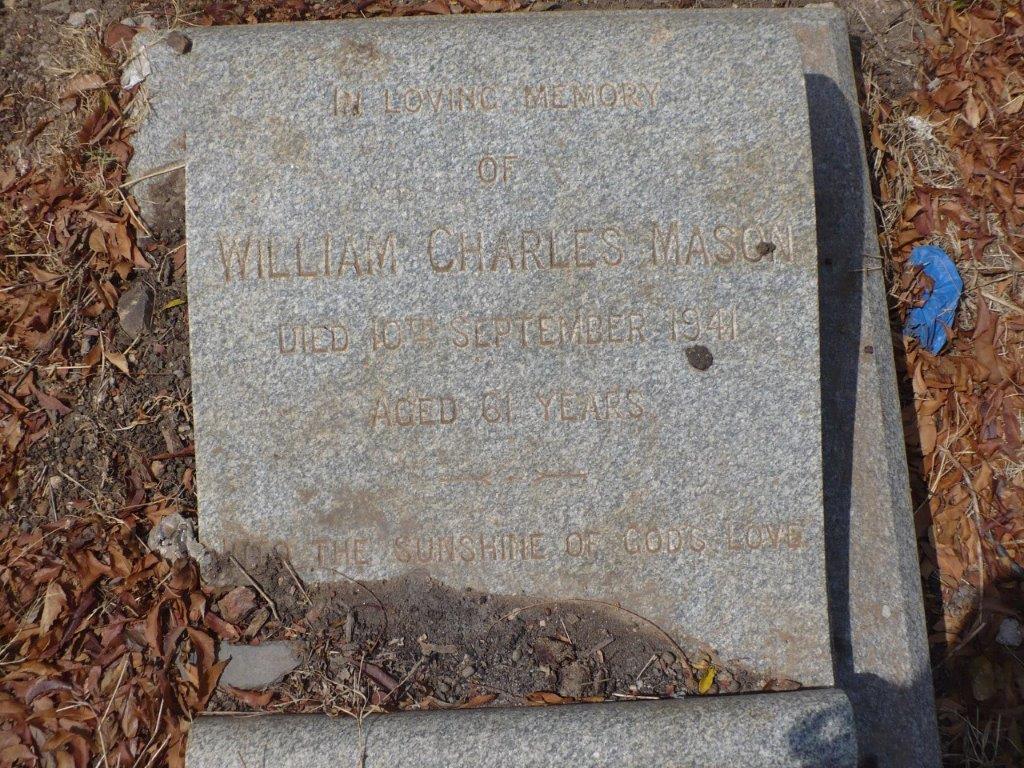 IN LOVING MEMORY
OF
WILLIAM CHARLES MASON
DIED 10TH SEPTEMBER 1941
AGED 61 YEARS.
INTO THE SUNSHINE OF GOD'S LOVE